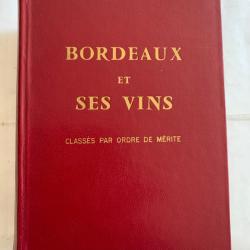 BORDEAUX
ET
SES VINS
CLASSÉS PAR ORDRE DE MÉRITE